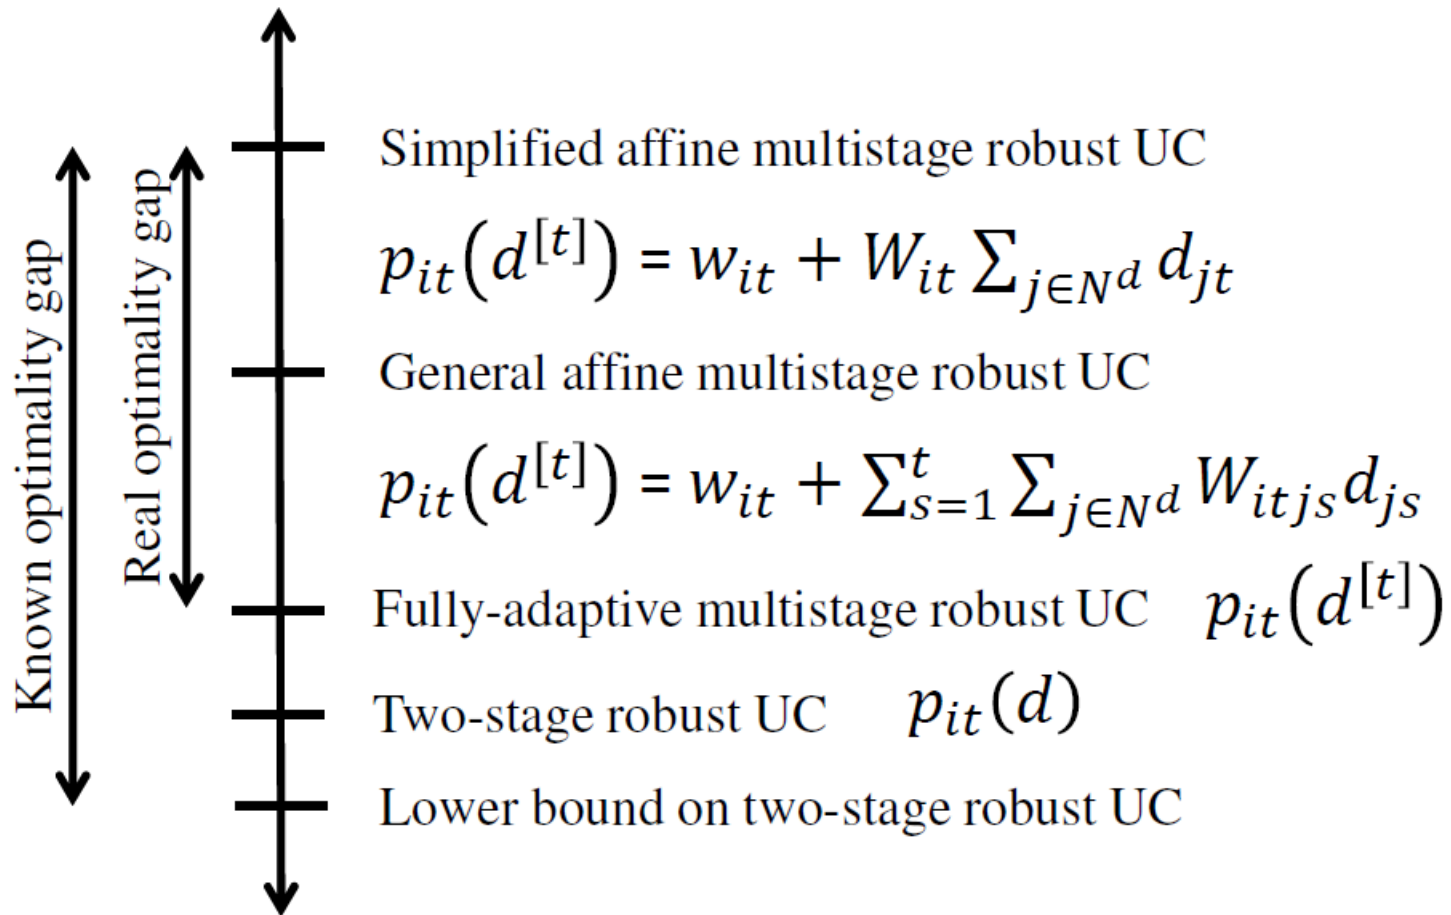 Known optimality gap
Real optimality gap
Simplified affine multistage robust UC
p_{it}(d^{[t]}) = w_{it} + W_{it} ∑_{j∈N^d} d_{jt}
General affine multistage robust UC
p_{it}(d^{[t]}) = w_{it} + ∑_{s=1}^{t} ∑_{j∈N^d} W_{itjs} d_{js}
Fully-adaptive multistage robust UC p_{it}(d^{[t]})
Two-stage robust UC p_{it}(d)
Lower bound on two-stage robust UC